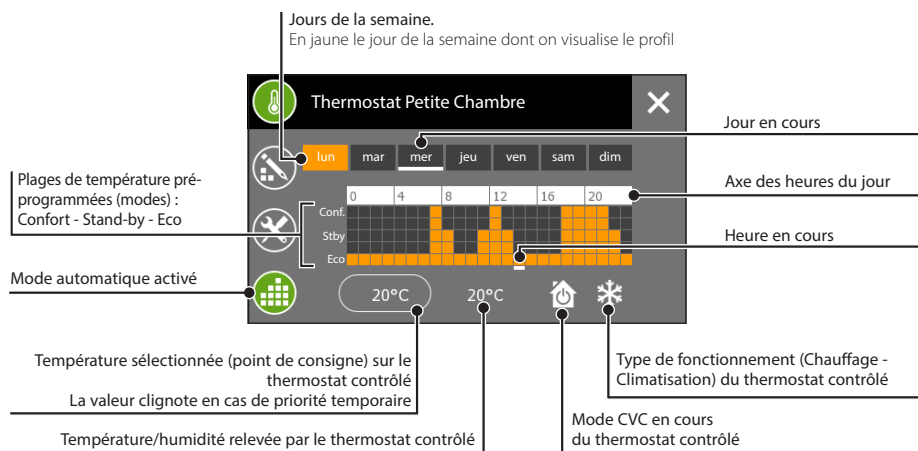 Jours de la semaine.
En jaune le jour de la semaine dont on visualise le profil
Thermostat Petite Chambre
Jour en cours
lun mar mer jeu ven sam dim
Plages de température pré-
programmées (modes) :
Confort - Stand-by - Eco
Axe des heures du jour
0 4 8 12 16 20
Conf.
Stby
Eco
Heure en cours
Mode automatique activé
20°C 20°C
Température sélectionnée (point de consigne) sur le
thermostat contrôlé
La valeur clignote en cas de priorité temporaire
Type de fonctionnement (Chauffage -
Climatisation) du thermostat contrôlé
Mode CVC en cours
du thermostat contrôlé
Température/humidité relevée par le thermostat contrôlé